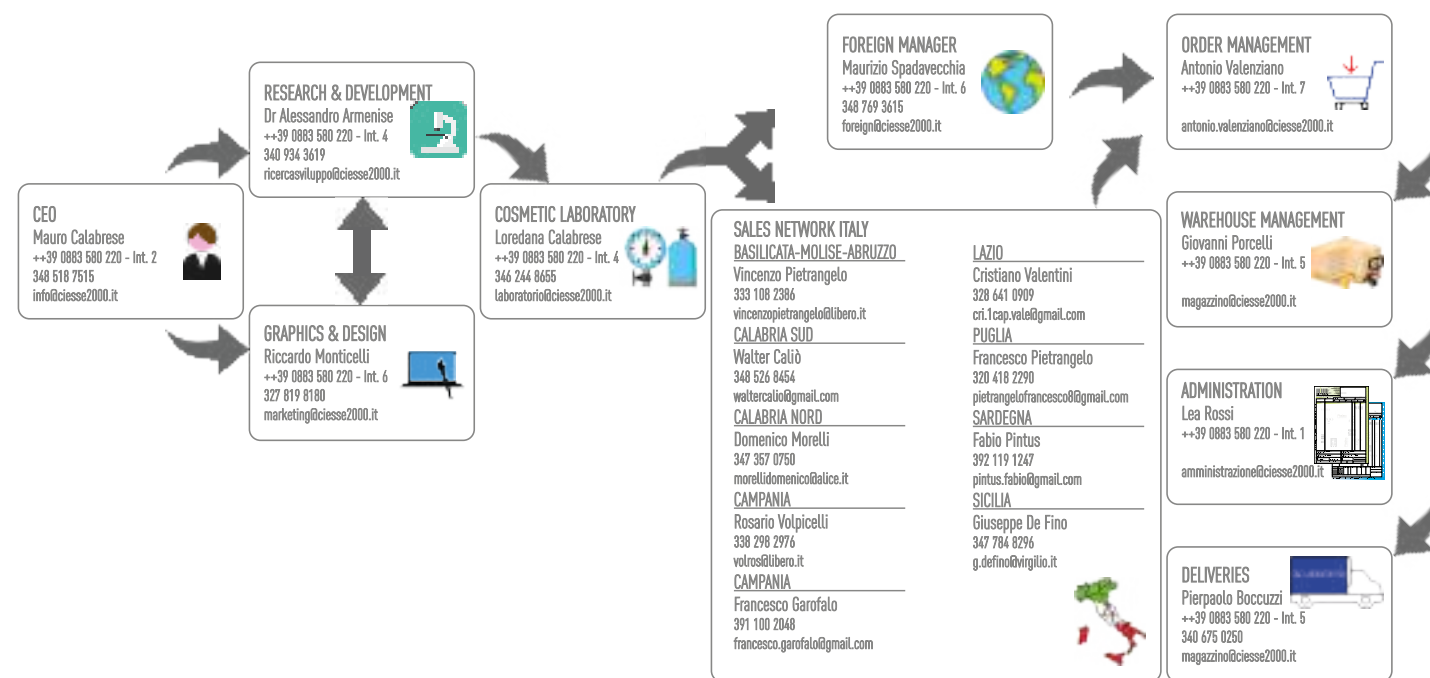 CEO
Mauro Calabrese
++39 0883 580 220 - Int. 2
348 518 7515
info@ciesse2000.it
RESEARCH & DEVELOPMENT
Dr Alessandro Armenise
++39 0883 580 220 - Int. 4
340 934 3619
ricercasviluppo@ciesse2000.it
GRAPHICS & DESIGN
Riccardo Monticelli
++39 0883 580 220 - Int. 6
327 819 8180
marketing@ciesse2000.it
COSMETIC LABORATORY
Loredana Calabrese
++39 0883 580 220 - Int. 4
346 244 8655
laboratorio@ciesse2000.it
FOREIGN MANAGER
Maurizio Spadavecchia
++39 0883 580 220 - Int. 6
348 769 3615
foreign@ciesse2000.it
SALES NETWORK ITALY
BASILICATA-MOLISE-ABRUZZO
Vincenzo Pietrangelo
333 108 2386
vincenzopietrangelo@libero.it
CALABRIA SUD
Walter Caliò
348 526 8454
waltercalio@gmail.com
CALABRIA NORD
Domenico Morelli
347 357 0750
morellidomenico@alice.it
CAMPANIA
Rosario Volpicelli
338 298 2976
volros@libero.it
CAMPANIA
Francesco Garofalo
391 100 2048
francesco.garofalo@gmail.com
LAZIO
Cristiano Valentini
328 641 0909
cri.1cap.vale@gmail.com
PUGLIA
Francesco Pietrangelo
320 418 2290
pietrangelofrancesco8@gmail.com
SARDEGNA
Fabio Pintus
392 119 1247
pintus.fabio@gmail.com
SICILIA
Giuseppe De Fino
347 784 8296
g.defino@virgilio.it
ORDER MANAGEMENT
Antonio Valenziano
++39 0883 580 220 - Int. 7
antonio.valenziano@ciesse2000.it
WAREHOUSE MANAGEMENT
Giovanni Porcelli
++39 0883 580 220 - Int. 5
magazzino@ciesse2000.it
ADMINISTRATION
Lea Rossi
++39 0883 580 220 - Int. 1
amministrazione@ciesse2000.it
DELIVERIES
Pierpaolo Boccuzzi
++39 0883 580 220 - Int. 5
340 675 0250
magazzino@ciesse2000.it